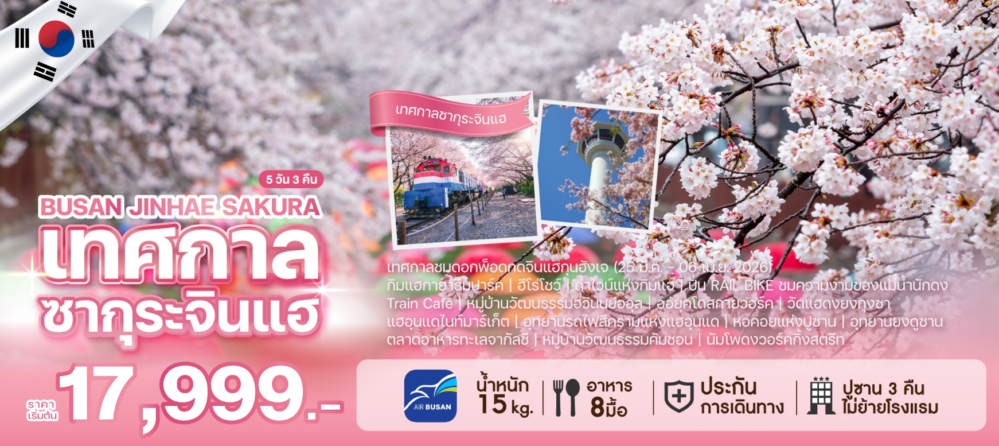 เทศกาลซากุระจินแฮ
5 วัน 3 คืน
BUSAN JINHAE SAKURA
เทศกาล
ซากุระจินแฮ
ราคา
เริ่มต้น
17,999.-
เทศกาลชมดอกพ็อดกดจินแฮกุนฮังเจ (25 มี.ค. - 06 เม.ย. 2026)
กิมแฮกายาธีมปาร์ค | ฮีโร่โชว์ | ถ้ำไวน์แห่งกิมแฮ | ปั่น RAIL BIKE ชมความงามของแม่น้ำนักดง
Train Cafe | หมู่บ้านวัฒนธรรมฮวินนยออุล | ออยุคโดสกายวอร์ค | วัดแฮดงยงกุงซา
แฮอุนแดไนท์มาร์เก็ต | อุทยานรถไฟสีครามแห่งแฮอุนแด | หอคอยแห่งปูซาน | อุทยานยงดูซาน
ตลาดอาหารทะเลจากัลชี | หมู่บ้านวัฒนธรรมคัมชอน | นัมโพดงวอร์คกิ้งสตรีท
AIR BUSAN
น้ำหนัก
15 kg.
อาหาร
8มื้อ
ประกัน
การเดินทาง
ปูซาน 3 คืน
ไม่ย้ายโรงแรม